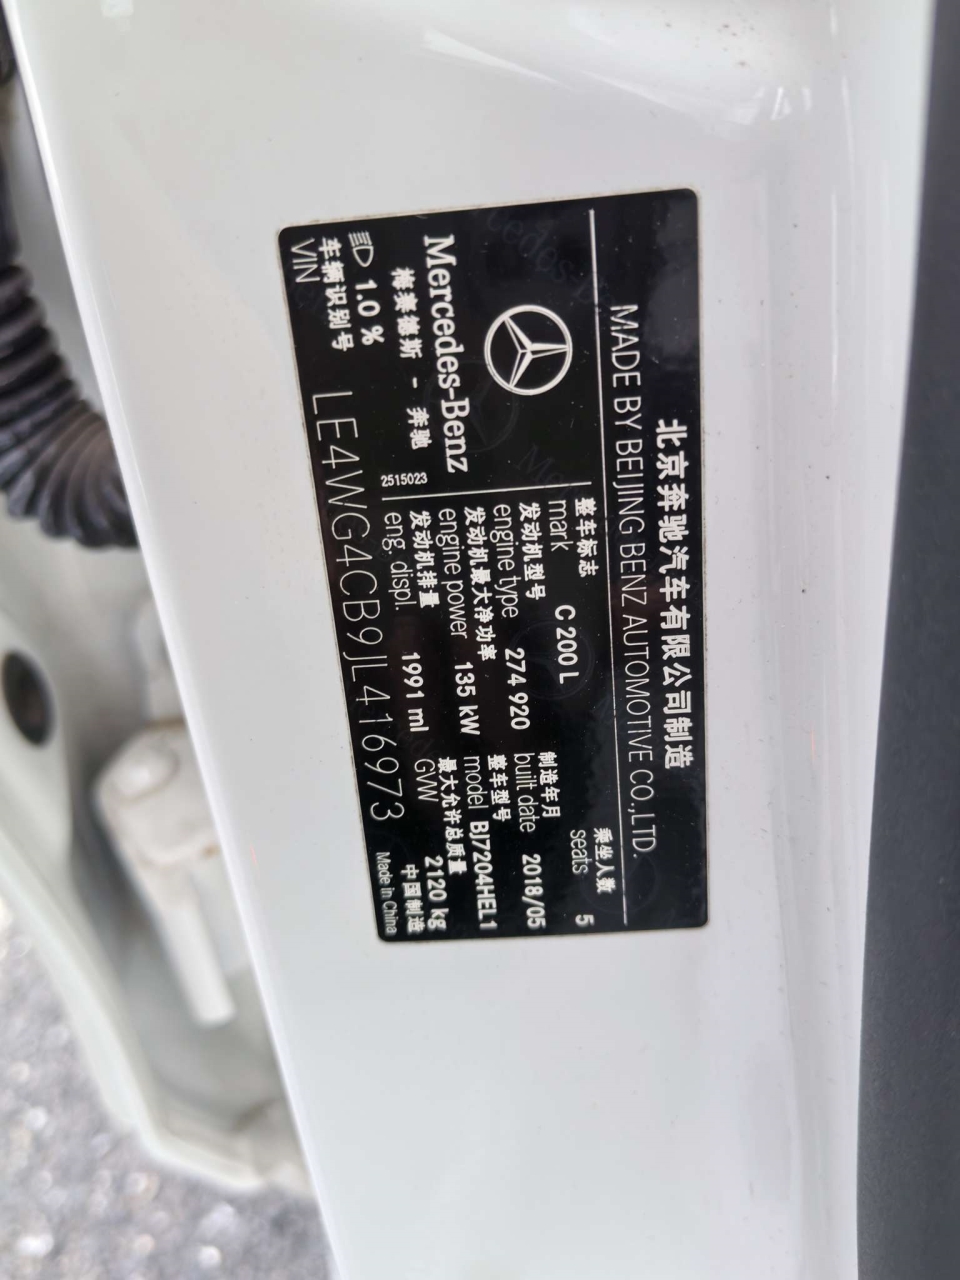 北京奔驰汽车有限公司制造
MADE BY BEIJING BENZ AUTOMOTIVE CO.,LTD.
Mercedes-Benz
梅赛德斯 - 奔驰
2515023
整车标志
mark C 200 L
乘坐人数
seats 5
发动机型号
engine type 274 920
制造年月
built date 2018/05
发动机最大净功率
engine power 135 kW
整车型号
model BJ7204HEL1
发动机排量
eng. displ. 1991 ml
最大允许总质量
GVW 2120 kg
1.0 %
车辆识别号
VIN LE4WG4CB9JL416973
中国制造
Made in China